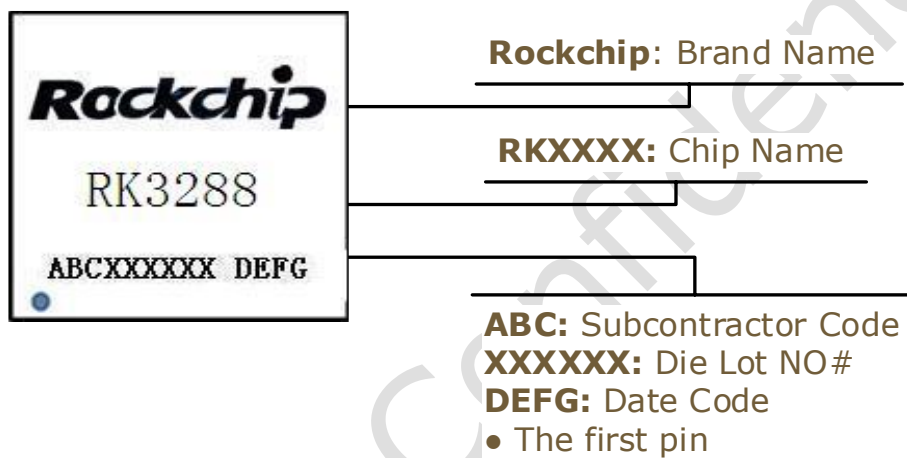 Rockchip
RK3288
ABCXXXXXX DEFG
Rockchip: Brand Name
RKXXXX: Chip Name
ABC: Subcontractor Code
XXXXXX: Die Lot NO#
DEFG: Date Code
● The first pin
Confiden